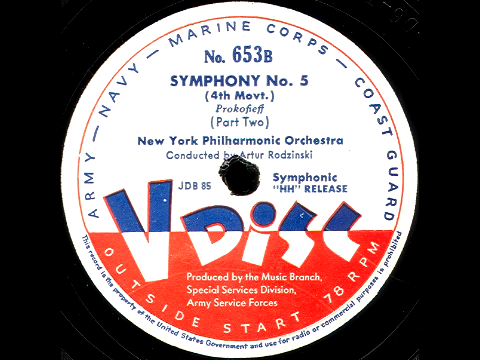 ARMY — NAVY — MARINE CORPS — COAST GUARD
No. 653B
SYMPHONY No. 5
(4th Movt.)
Prokofieff
(Part Two)
New York Philharmonic Orchestra
Conducted by Artur Rodzinski
JDB 85
Symphonic
"HH" RELEASE
V DISC
Produced by the Music Branch,
Special Services Division,
Army Service Forces
OUTSIDE START 78 RPM
This record is the property of the United States Government and use for radio or commercial purposes is prohibited